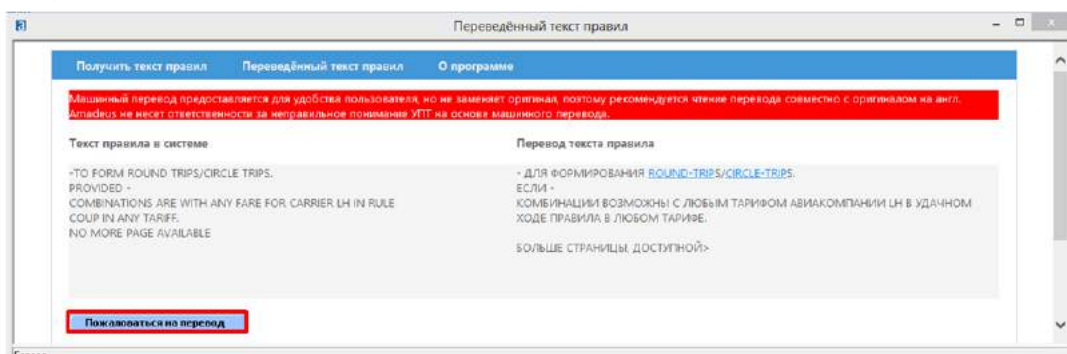 Переведённый текст правил
Получить текст правил Переведённый текст правил О программе
Машинный перевод предоставляется для удобства пользователя, но не заменяет оригинал, поэтому рекомендуется чтение перевода совместно с оригиналом на англ.
Amadeus не несет ответственности за неправильное понимание УПТ на основе машинного перевода.
Текст правила в системе
-TO FORM ROUND TRIPS/CIRCLE TRIPS.
PROVIDED -
COMBINATIONS ARE WITH ANY FARE FOR CARRIER LH IN RULE
COUP IN ANY TARIFF.
NO MORE PAGE AVAILABLE
Перевод текста правила
- ДЛЯ ФОРМИРОВАНИЯ ROUND-TRIPS/CIRCLE-TRIPS.
ЕСЛИ -
КОМБИНАЦИИ ВОЗМОЖНЫ С ЛЮБЫМ ТАРИФОМ АВИАКОМПАНИИ LH В УДАЧНОМ
ХОДЕ ПРАВИЛА В ЛЮБОМ ТАРИФЕ.
БОЛЬШЕ СТРАНИЦЫ, ДОСТУПНОЙ>
Пожаловаться на перевод